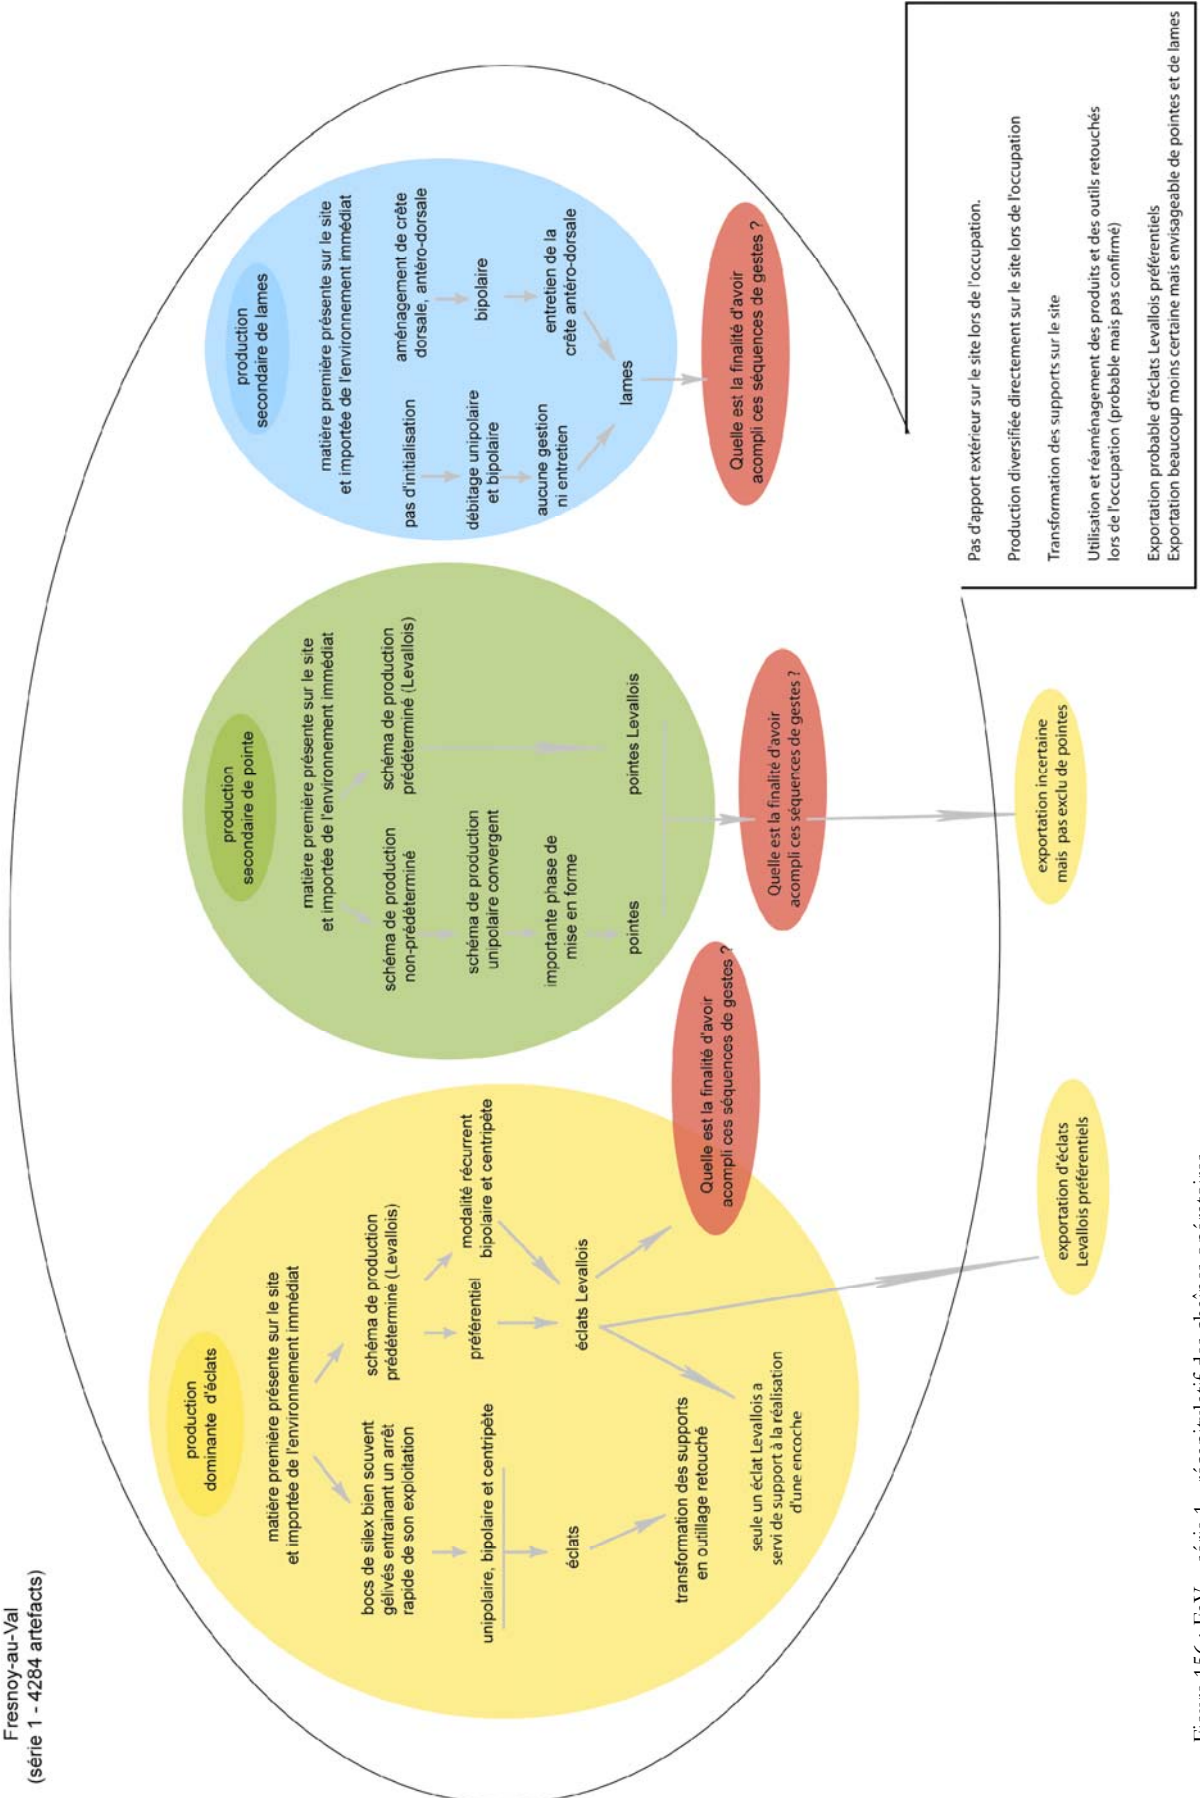 Fresnoy-au-Val
(série 1 - 4284 artefacts)
production
dominante d'éclats
matière première présente sur le site
et importée de l'environnement immédiat
bocs de silex bien souvent
gélivés entrainant un arrêt
rapide de son exploitation
unipolaire, bipolaire et centripète
éclats
transformation des supports
en outillage retouché
schéma de production
prédéterminé (Levallois)
préférentiel
modalité récurrent
bipolaire et centripète
éclats Levallois
seule un éclat Levallois a
servi de support à la réalisation
d'une encoche
Quelle est la finalité d'avoir
acompli ces séquences de gestes ?
exportation d'éclats
Levallois préférentiels
production
secondaire de pointe
matière première présente sur le site
et importée de l'environnement immédiat
schéma de production
non-prédéterminé
schéma de production
unipolaire convergent
importante phase de
mise en forme
pointes
schéma de production
prédéterminé (Levallois)
pointes Levallois
Quelle est la finalité d'avoir
acompli ces séquences de gestes ?
exportation incertaine
mais pas exclu de pointes
production
secondaire de lames
matière première présente sur le site
et importée de l'environnement immédiat
pas d'initialisation
débitage unipolaire
et bipolaire
aucune gestion
ni entretien
aménagement de crête
dorsale, antéro-dorsale
bipolaire
entretien de la
crête antéro-dorsale
lames
Quelle est la finalité d'avoir
acompli ces séquences de gestes ?
Pas d'apport extérieur sur le site lors de l'occupation.
Production diversifiée directement sur le site lors de l'occupation
Transformation des supports sur le site
Utilisation et réaménagement des produits et des outils retouchés
lors de l'occupation (probable mais pas confirmé)
Exportation probable d'éclats Levallois préférentiels
Exportation beaucoup moins certaine mais envisageable de pointes et de lames